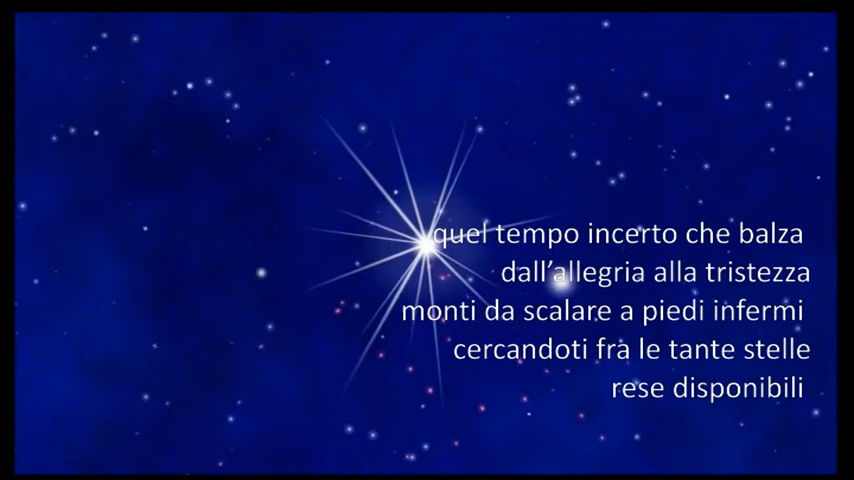 quel tempo incerto che balza
dall'allegria alla tristezza
monti da scalare a piedi infermi
cercandoti fra le tante stelle
rese disponibili